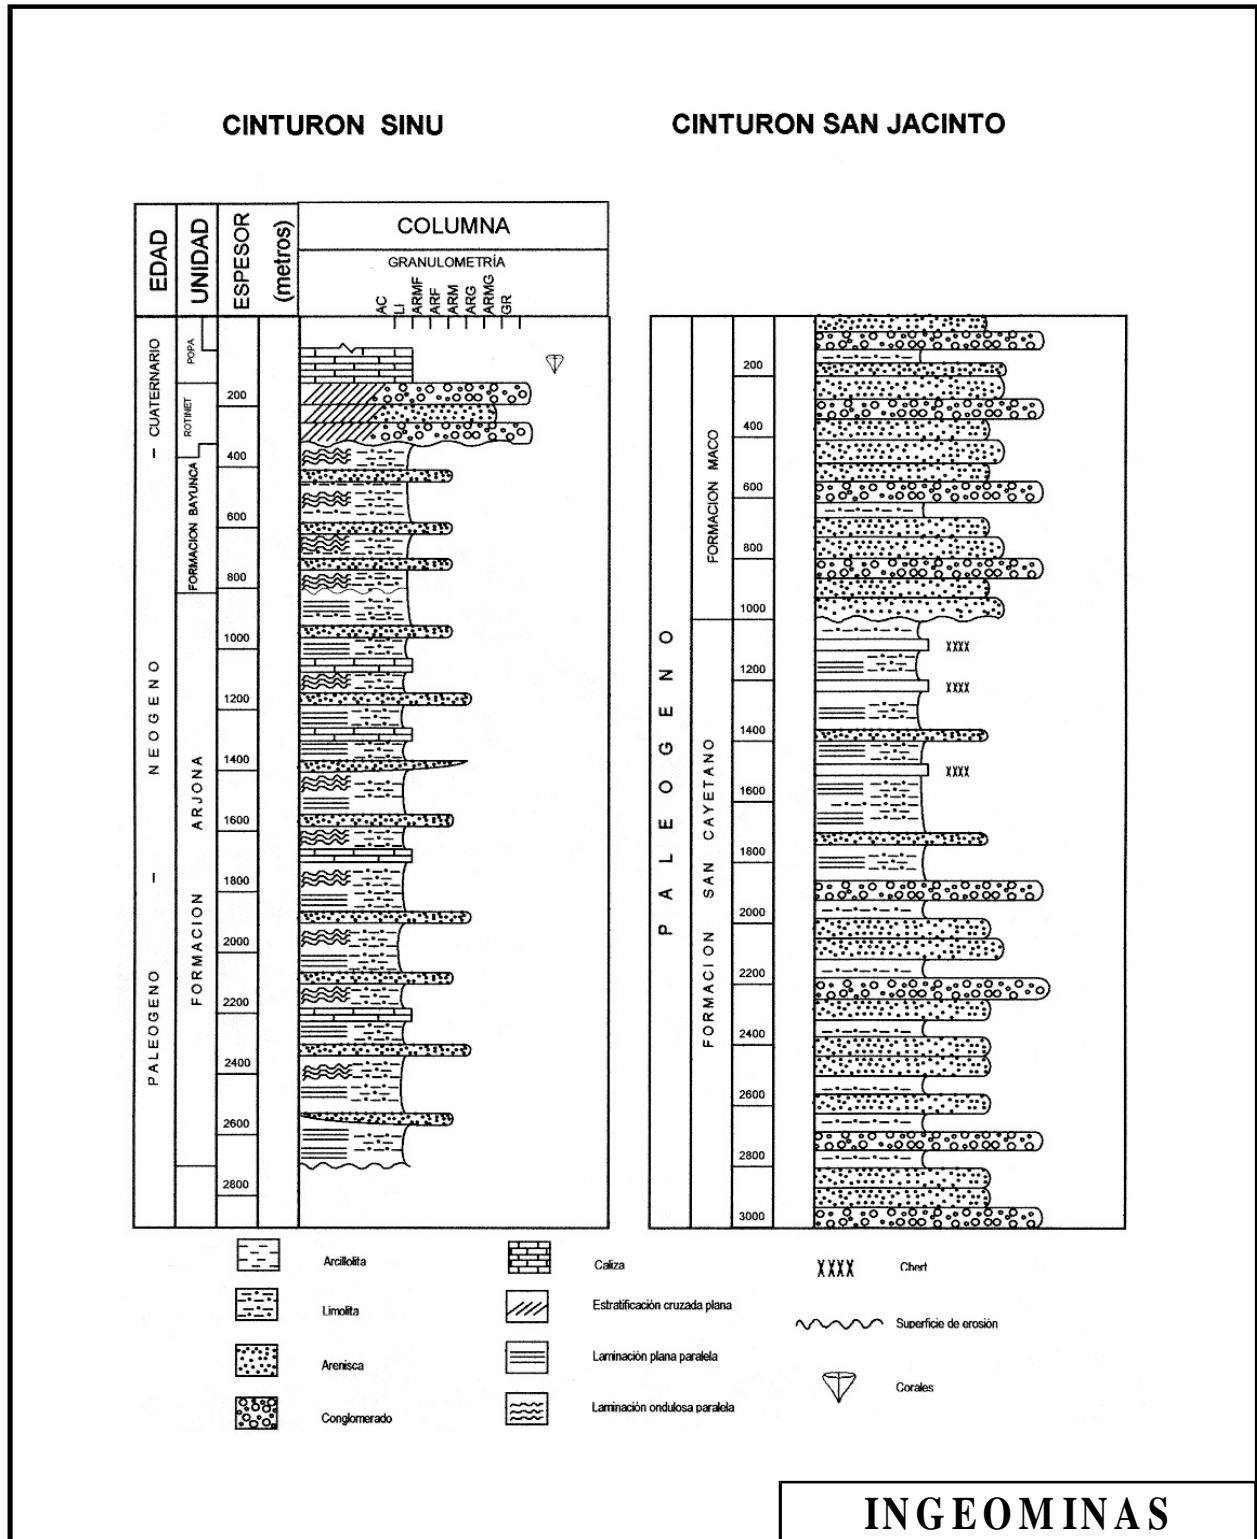 CINTURON SINU
CINTURON SAN JACINTO
EDAD
UNIDAD
ESPESOR
(metros)
COLUMNA
GRANULOMETRÍA
AC
LI
ARMF
ARF
ARM
ARG
ARMG
GR
CUATERNARIO
—
NEOGENO
—
PALEOGENO
POPA
ROTINET
FORMACION BAYUNCA
FORMACION ARJONA
200
400
600
800
1000
1200
1400
1600
1800
2000
2200
2400
2600
2800
PALEOGENO
FORMACION MACO
FORMACION SAN CAYETANO
200
400
600
800
1000
1200
1400
1600
1800
2000
2200
2400
2600
2800
3000
XXXX
XXXX
XXXX
Arcillolita
Limolita
Arenisca
Conglomerado
Caliza
Estratificación cruzada plana
Laminación plana paralela
Laminación ondulosa paralela
XXXX Chert
Superficie de erosión
Corales
INGEOMINAS